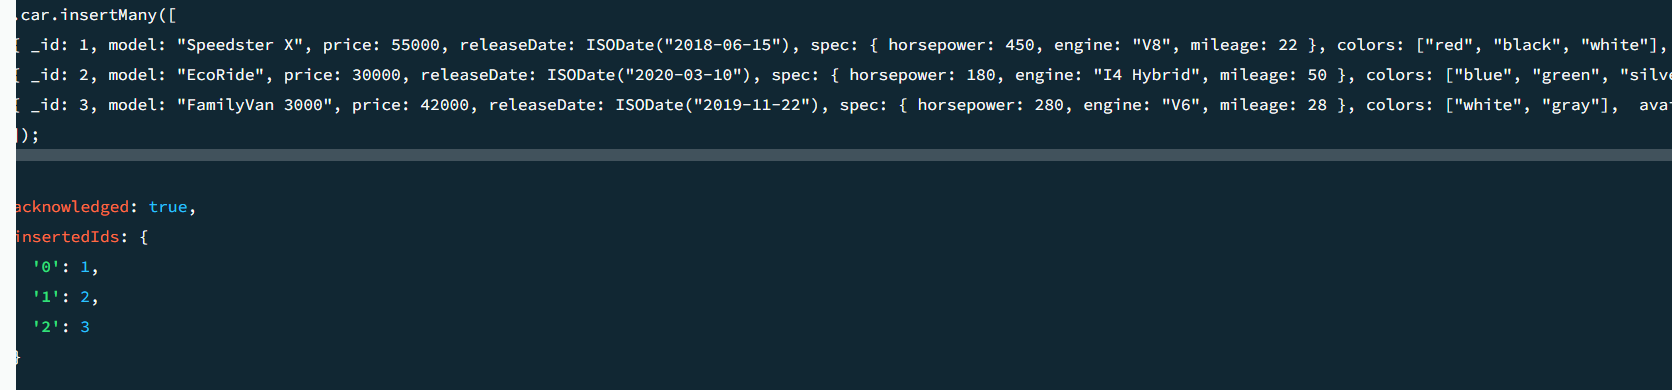 .car.insertMany([
{ _id: 1, model: "Speedster X", price: 55000, releaseDate: ISODate("2018-06-15"), spec: { horsepower: 450, engine: "V8", mileage: 22 }, colors: ["red", "black", "white"],
{ _id: 2, model: "EcoRide", price: 30000, releaseDate: ISODate("2020-03-10"), spec: { horsepower: 180, engine: "I4 Hybrid", mileage: 50 }, colors: ["blue", "green", "silve
{ _id: 3, model: "FamilyVan 3000", price: 42000, releaseDate: ISODate("2019-11-22"), spec: { horsepower: 280, engine: "V6", mileage: 28 }, colors: ["white", "gray"], ava
]);
acknowledged: true,
insertedIds: {
'0': 1,
'1': 2,
'2': 3
}